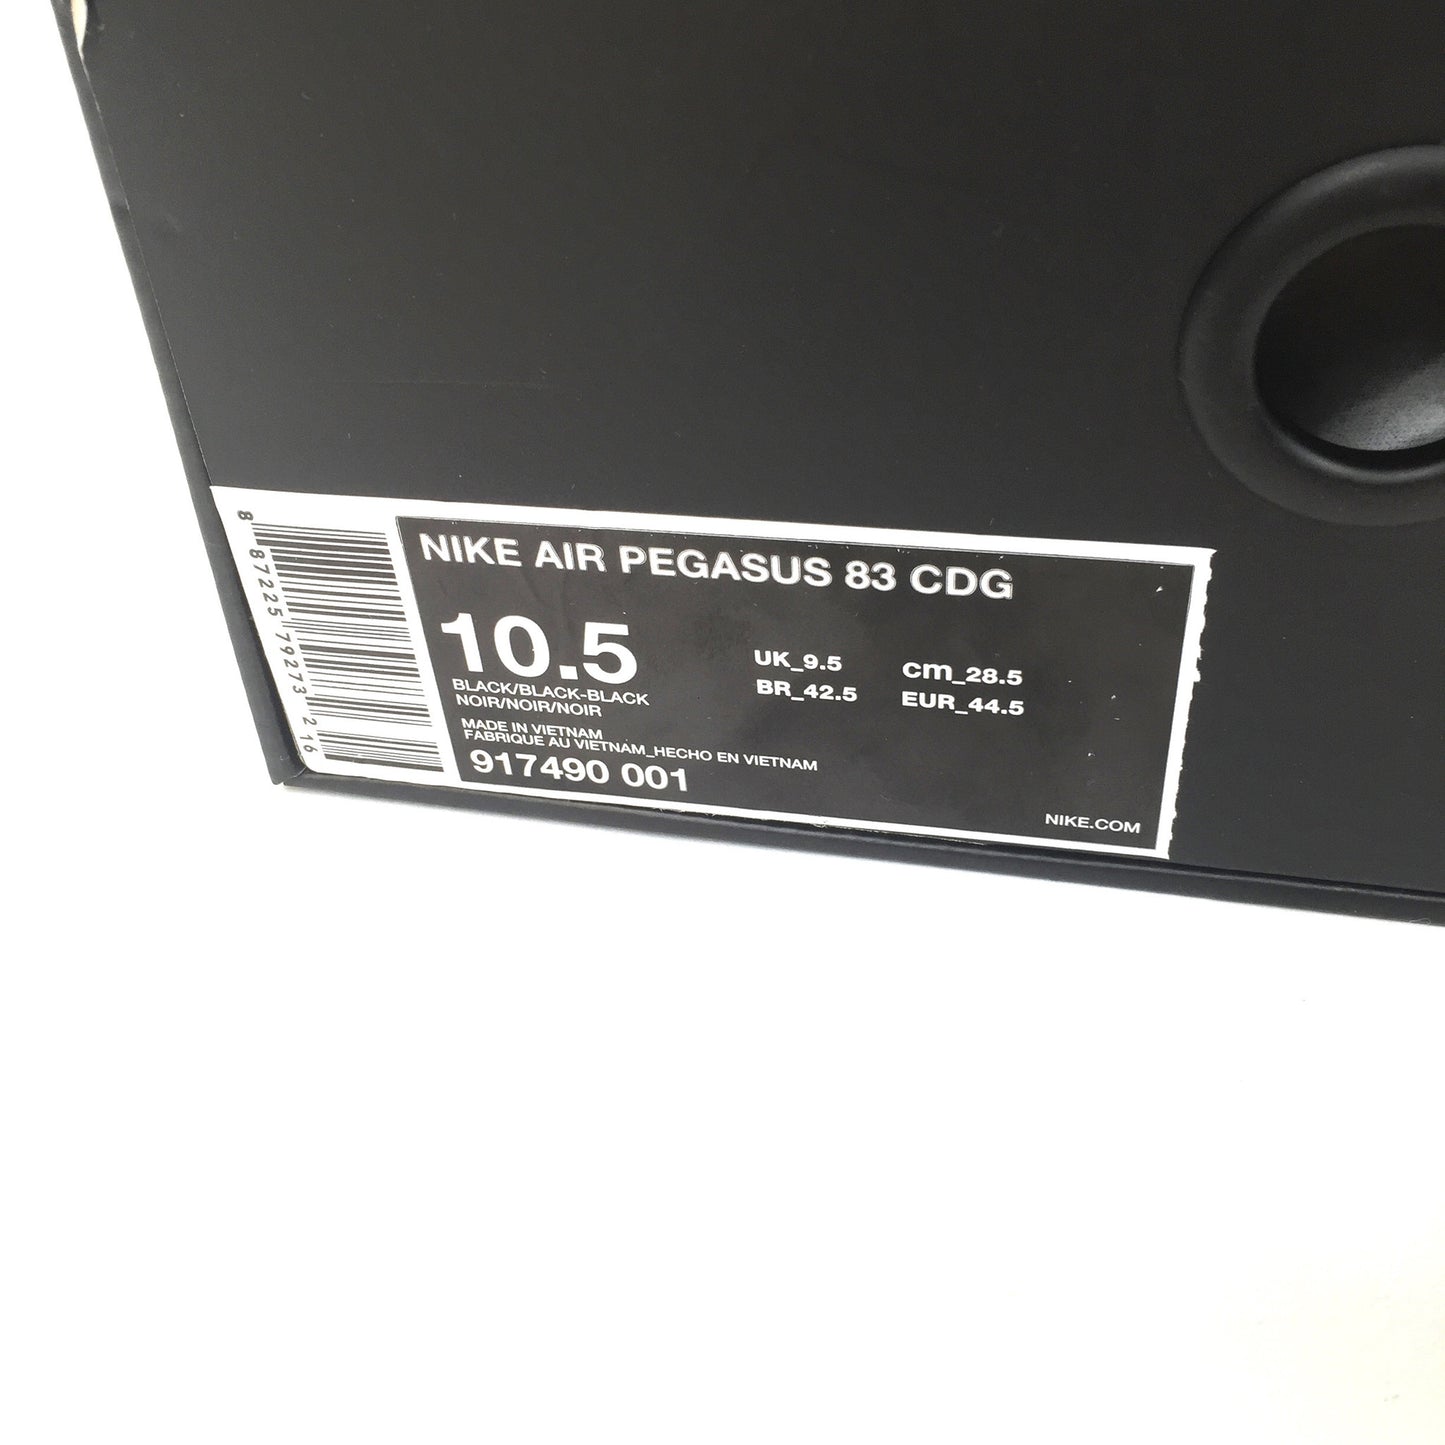 NIKE AIR PEGASUS 83 CDG
10.5
UK_9.5 cm_28.5
BR_42.5 EUR_44.5
BLACK/BLACK-BLACK
NOIR/NOIR/NOIR
MADE IN VIETNAM
FABRIQUE AU VIETNAM_HECHO EN VIETNAM
917490 001
NIKE.COM
8 87225 79273 2 16